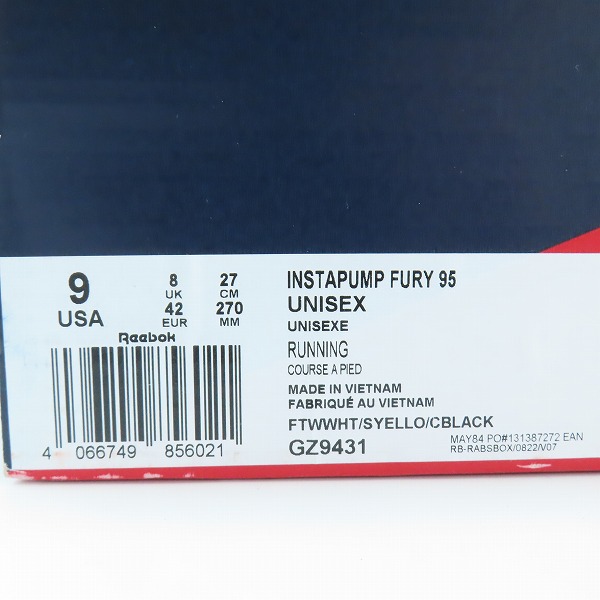 9
USA
8
UK
42
EUR
27
CM
270
MM
Reebok
4 066749 856021
INSTAPUMP FURY 95
UNISEX
UNISEXE
RUNNING
COURSE A PIED
MADE IN VIETNAM
FABRIQUÉ AU VIETNAM
FTWWHT/SYELLO/CBLACK
GZ9431
MAY84 PO#131387272 EAN
RB-RABSBOX/0822/V07